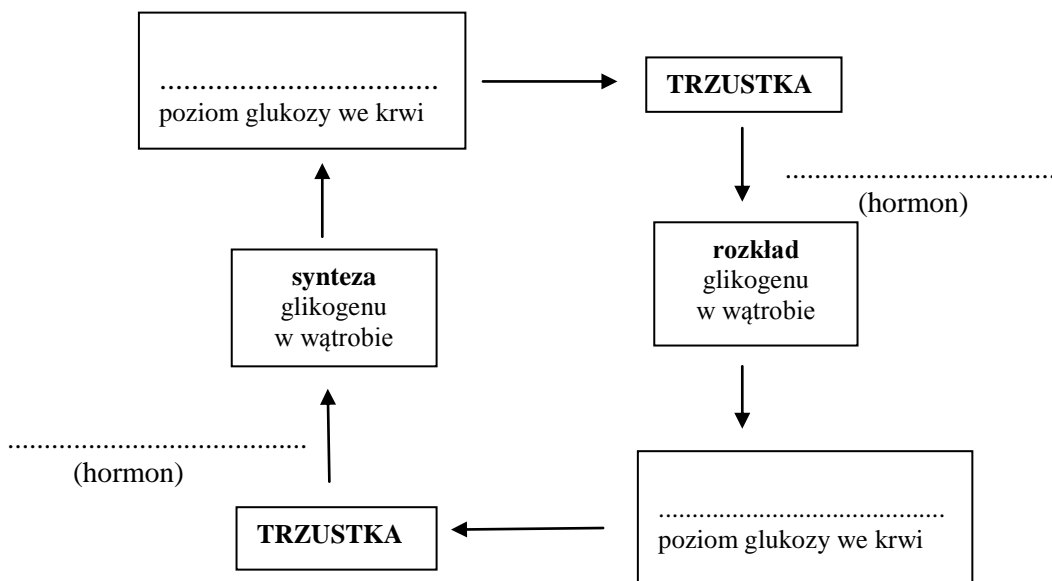 ....................................
poziom glukozy we krwi
TRZUSTKA
....................................
(hormon)
rozkład
glikogenu
w wątrobie
synteza
glikogenu
w wątrobie
........................................
(hormon)
TRZUSTKA
..........................................
poziom glukozy we krwi